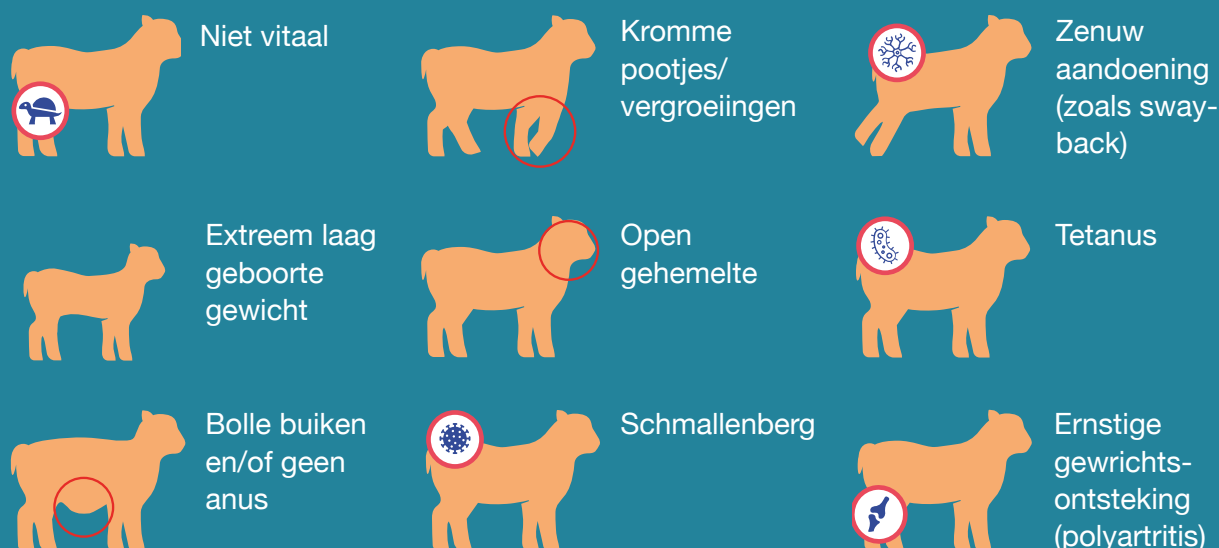 Niet vitaal
Kromme
pootjes/
vergroeiingen
Zenuw
aandoening
(zoals sway-
back)
Extreem laag
geboorte
gewicht
Open
gehemelte
Tetanus
Bolle buiken
en/of geen
anus
Schmallenberg
Ernstige
gewrichts-
ontsteking
(polyartritis)